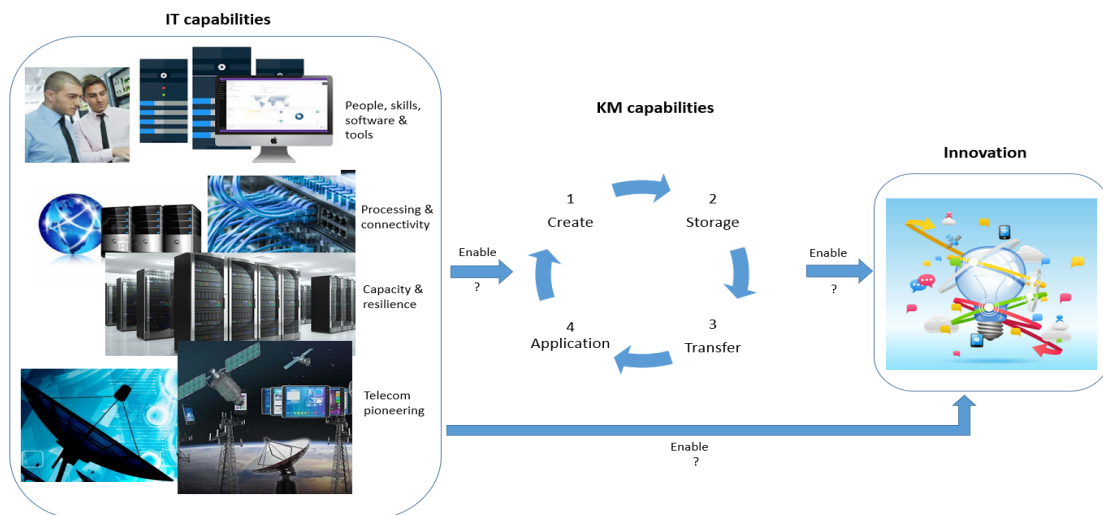 IT capabilities
People, skills,
software &
tools
Processing &
connectivity
Capacity &
resilience
Telecom
pioneering
Enable
?
KM capabilities
1
Create
2
Storage
3
Transfer
4
Application
Enable
?
Innovation
Enable
?